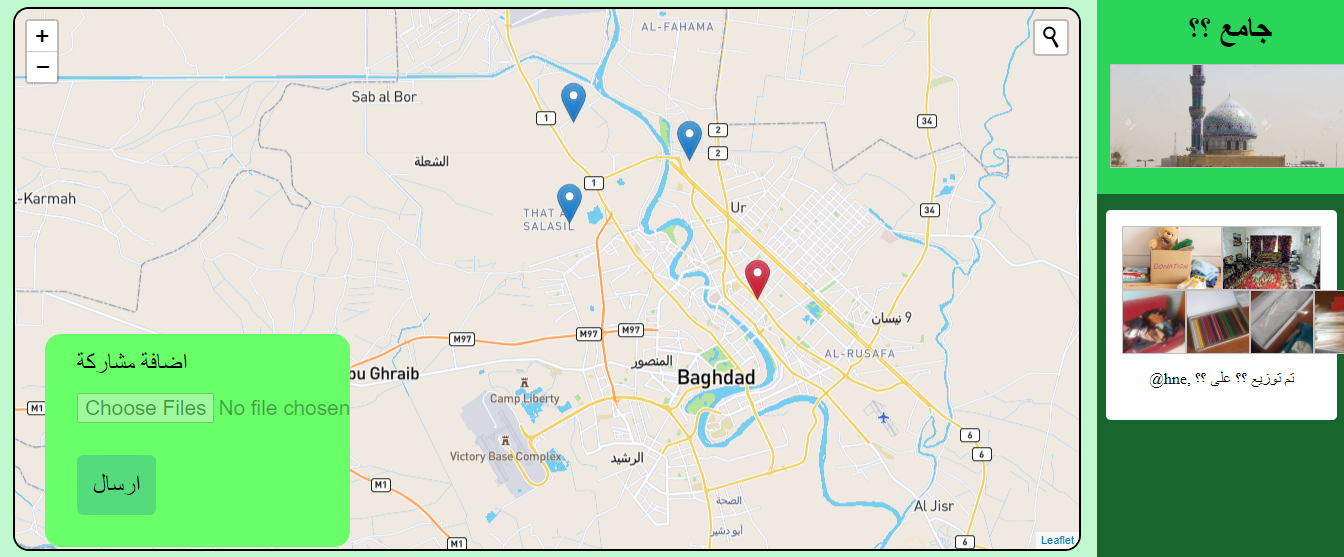 +
−
AL-FAHAMA
جامع ؟؟
Sab al Bor
1
2
34
2
الشعلة
1
-Karmah
THAT A
SALASIL
Ur
34
DONATION
9 نيسان
M97
M97
M97
اضافة مشاركة
المنصور
AL-RUSAFA
ou Ghraib
Baghdad
@hne, تم توزيع ؟؟ على ؟؟
Camp Liberty
M1
Choose Files No file chosen
6
Victory Base Complex
الرشيد
6
ارسال
M1
الصحة
Al Jisr
أبو دشير
M1
6
Leaflet